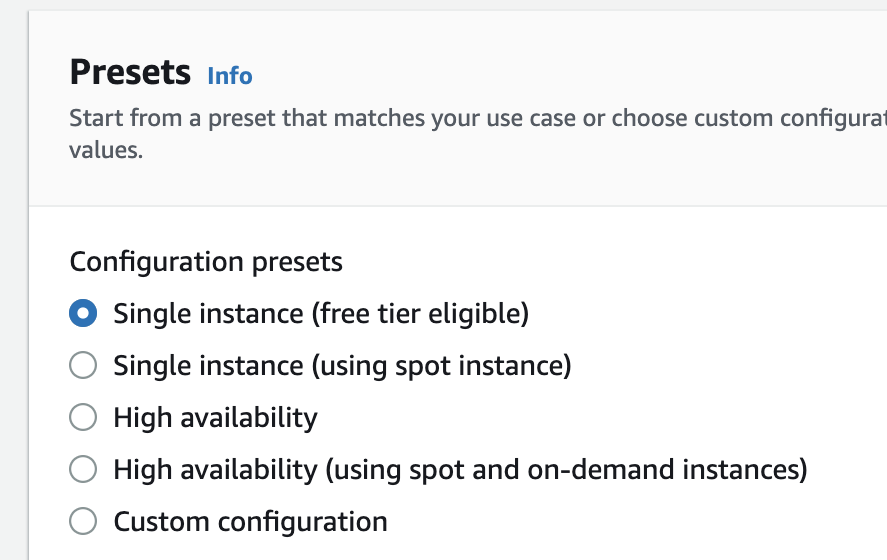 Presets Info
Start from a preset that matches your use case or choose custom
values.
Configuration presets
Single instance (free tier eligible)
Single instance (using spot instance)
High availability
High availability (using spot and on-demand instances)
Custom configuration